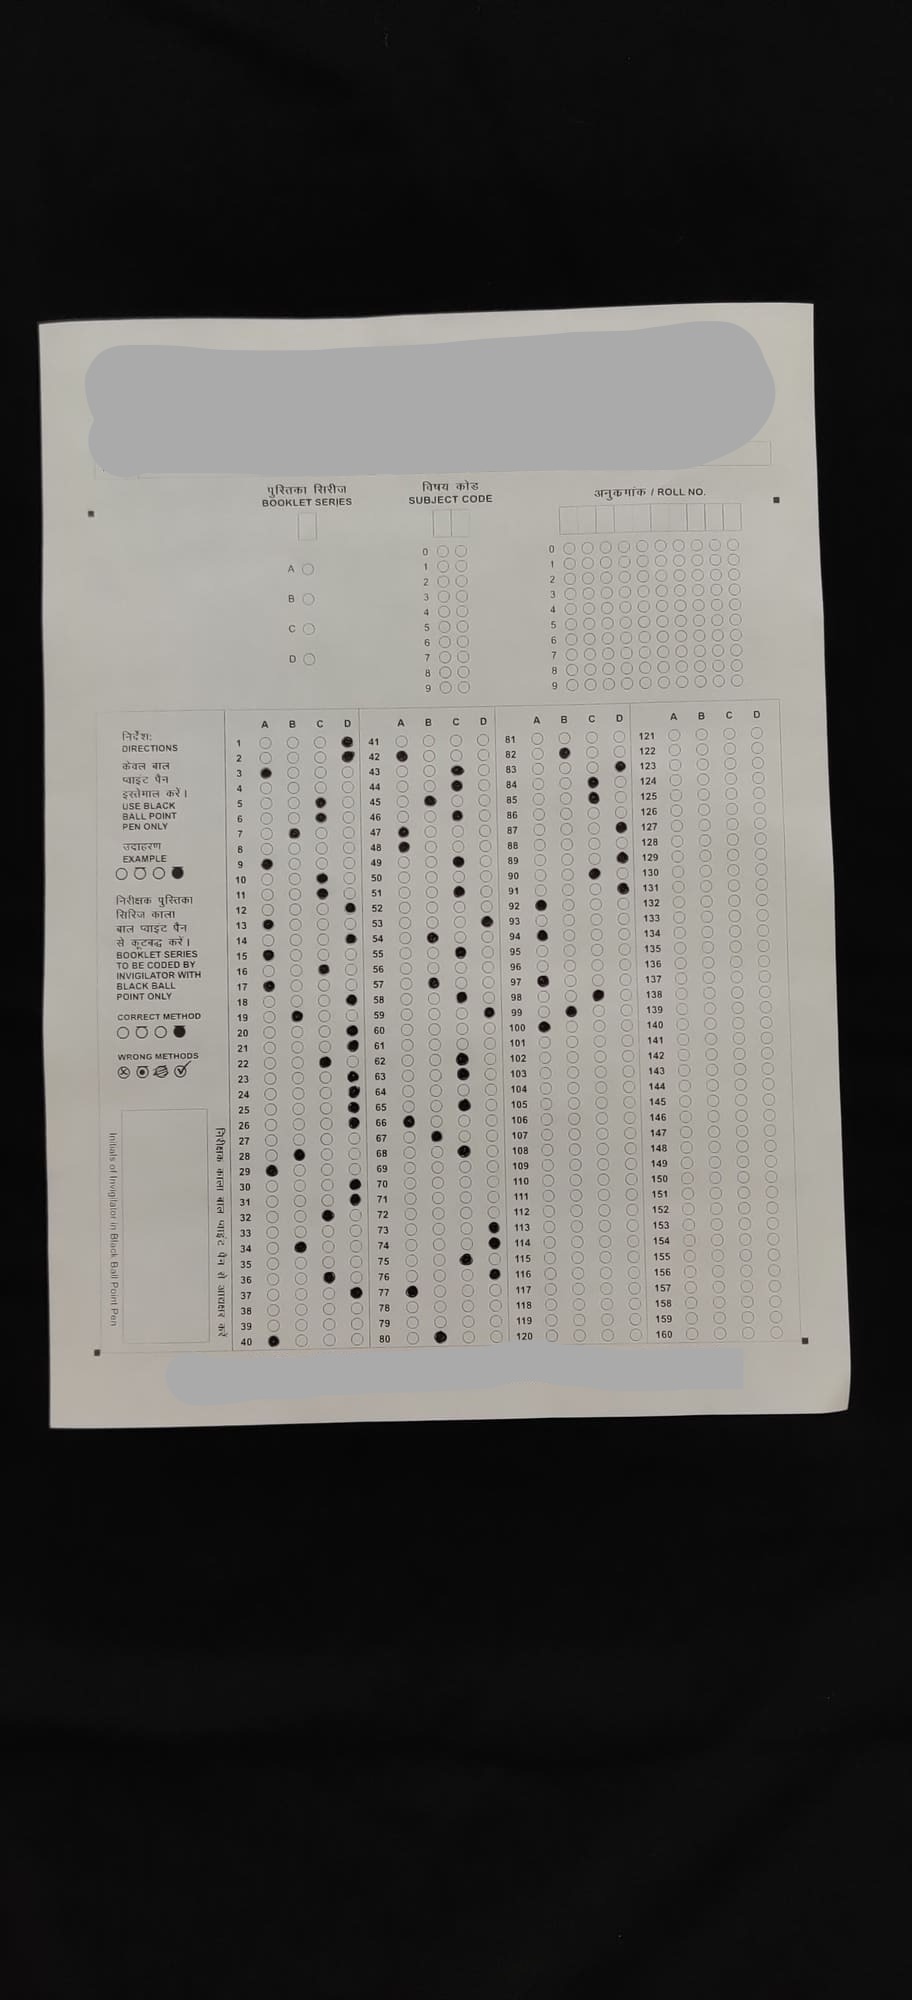 पुस्तिका सिरीज
BOOKLET SERIES
विषय कोड
SUBJECT CODE
अनुक्रमांक / ROLL NO.
A
B
C
D
0
1
2
3
4
5
6
7
8
9
0
1
2
3
4
5
6
7
8
9
निर्देश:
DIRECTIONS
केवल बाल
प्वाइंट पैन
इस्तेमाल करें।
USE BLACK
BALL POINT
PEN ONLY
उदाहरण
EXAMPLE
निरीक्षक पुस्तिका
सिरिज काला
बाल प्वाइंट पैन
से कूटबद्ध करें।
BOOKLET SERIES
TO BE CODED BY
INVIGILATOR WITH
BLACK BALL
POINT ONLY
CORRECT METHOD
WRONG METHODS
Initials of Invigilator in Black Ball Point Pen
निरीक्षक काला बाल प्वाइंट पैन से आद्यक्षर करें
A B C D A B C D A B C D A B C D
1 41 81 121
2 42 82 122
3 43 83 123
4 44 84 124
5 45 85 125
6 46 86 126
7 47 87 127
8 48 88 128
9 49 89 129
10 50 90 130
11 51 91 131
12 52 92 132
13 53 93 133
14 54 94 134
15 55 95 135
16 56 96 136
17 57 97 137
18 58 98 138
19 59 99 139
20 60 100 140
21 61 101 141
22 62 102 142
23 63 103 143
24 64 104 144
25 65 105 145
26 66 106 146
27 67 107 147
28 68 108 148
29 69 109 149
30 70 110 150
31 71 111 151
32 72 112 152
33 73 113 153
34 74 114 154
35 75 115 155
36 76 116 156
37 77 117 157
38 78 118 158
39 79 119 159
40 80 120 160